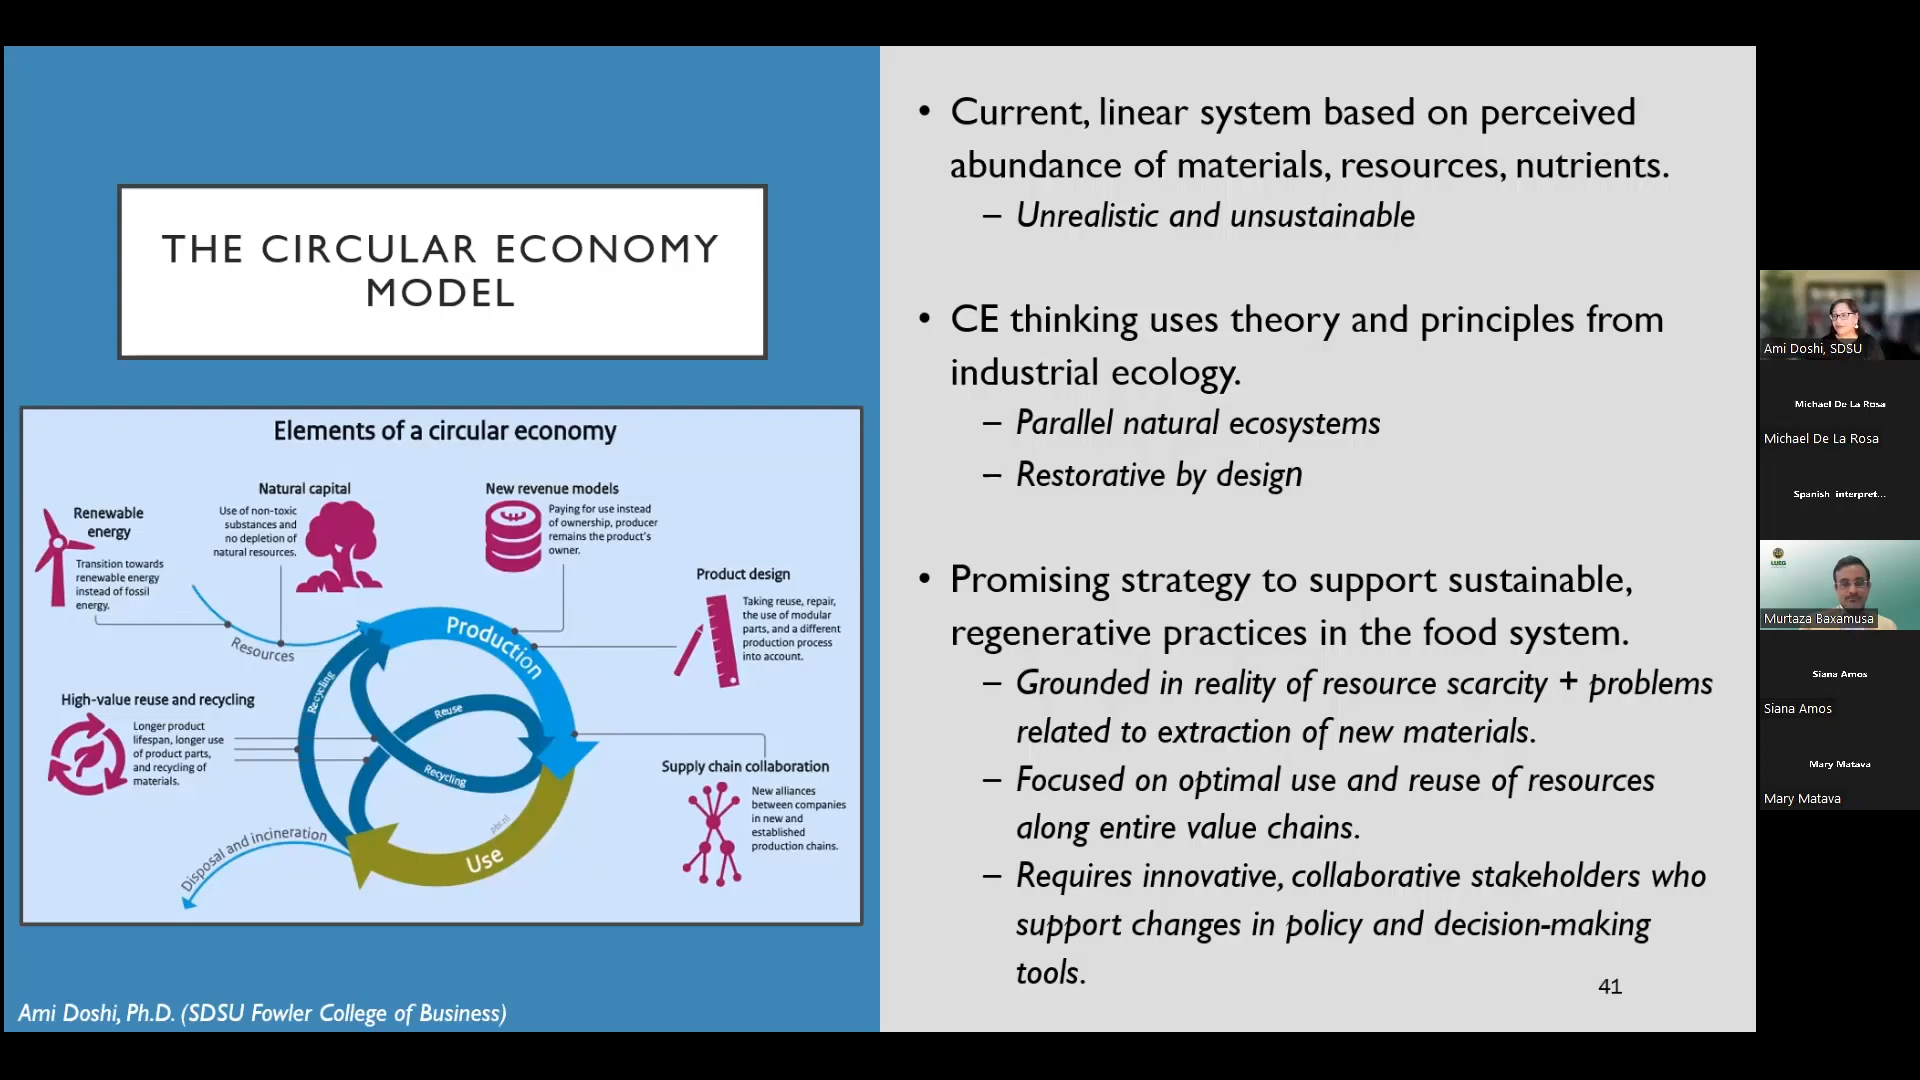 THE CIRCULAR ECONOMY
MODEL
Elements of a circular economy
Renewable
energy
Transition towards
renewable energy
instead of fossil
energy.
Natural capital
Use of non-toxic
substances and
no depletion of
natural resources.
New revenue models
Paying for use instead
of ownership, producer
remains the product's
owner.
Product design
Taking reuse, repair,
the use of modular
parts, and a different
production process
into account.
Resources
Production
Recycling
Reuse
Recycling
High-value reuse and recycling
Longer product
lifespan, longer use
of product parts,
and recycling of
materials.
Supply chain collaboration
New alliances
between companies
in new and
established
production chains.
pbl.nl
Use
Disposal and incineration
Ami Doshi, Ph.D. (SDSU Fowler College of Business)
• Current, linear system based on perceived
abundance of materials, resources, nutrients.
– Unrealistic and unsustainable
• CE thinking uses theory and principles from
industrial ecology.
– Parallel natural ecosystems
– Restorative by design
• Promising strategy to support sustainable,
regenerative practices in the food system.
– Grounded in reality of resource scarcity + problems
related to extraction of new materials.
– Focused on optimal use and reuse of resources
along entire value chains.
– Requires innovative, collaborative stakeholders who
support changes in policy and decision-making
tools.
41
Ami Doshi, SDSU
Michael De La Rosa
Michael De La Rosa
Spanish interpret...
LUEG
Murtaza Baxamusa
Siana Amos
Siana Amos
Mary Matava
Mary Matava